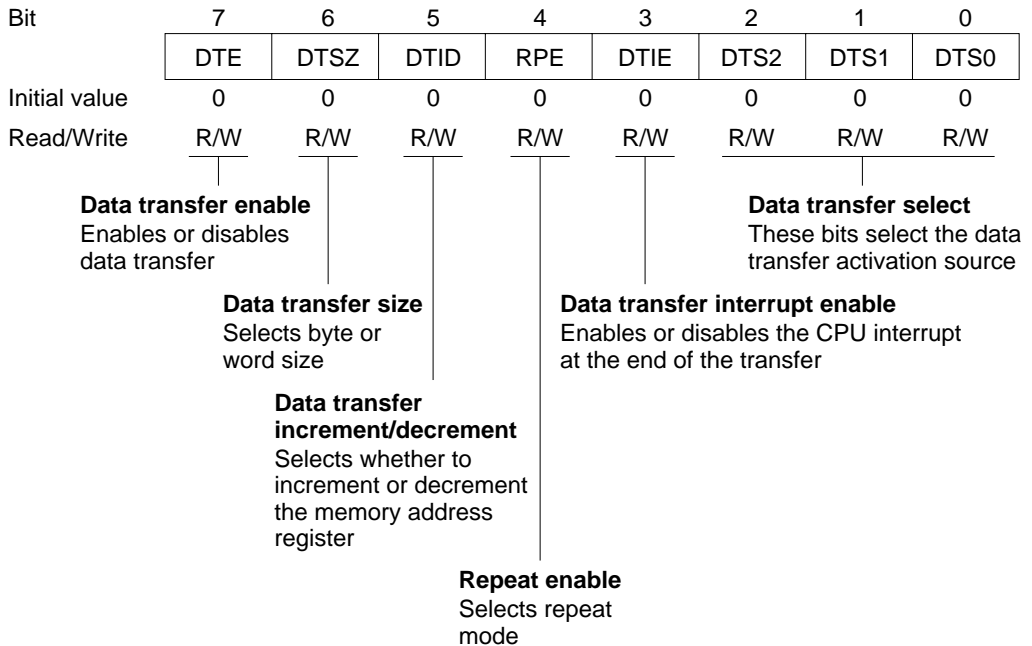 Bit 7 6 5 4 3 2 1 0
DTE DTSZ DTID RPE DTIE DTS2 DTS1 DTS0
Initial value 0 0 0 0 0 0 0 0
Read/Write R/W R/W R/W R/W R/W R/W R/W R/W
Data transfer enable
Enables or disables
data transfer
Data transfer select
These bits select the data
transfer activation source
Data transfer size
Selects byte or
word size
Data transfer interrupt enable
Enables or disables the CPU interrupt
at the end of the transfer
Data transfer
increment/decrement
Selects whether to
increment or decrement
the memory address
register
Repeat enable
Selects repeat
mode